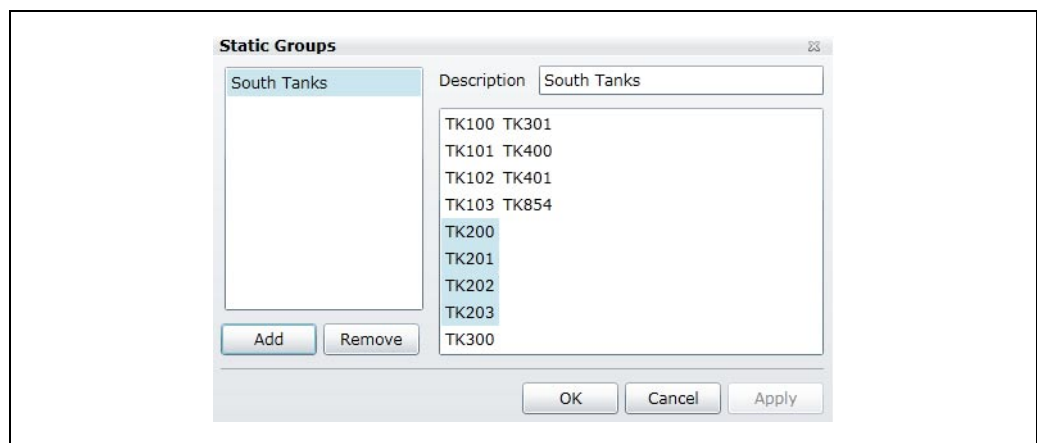 Static Groups
South Tanks
Description South Tanks
TK100 TK301
TK101 TK400
TK102 TK401
TK103 TK854
TK200
TK201
TK202
TK203
TK300
Add Remove
OK Cancel Apply